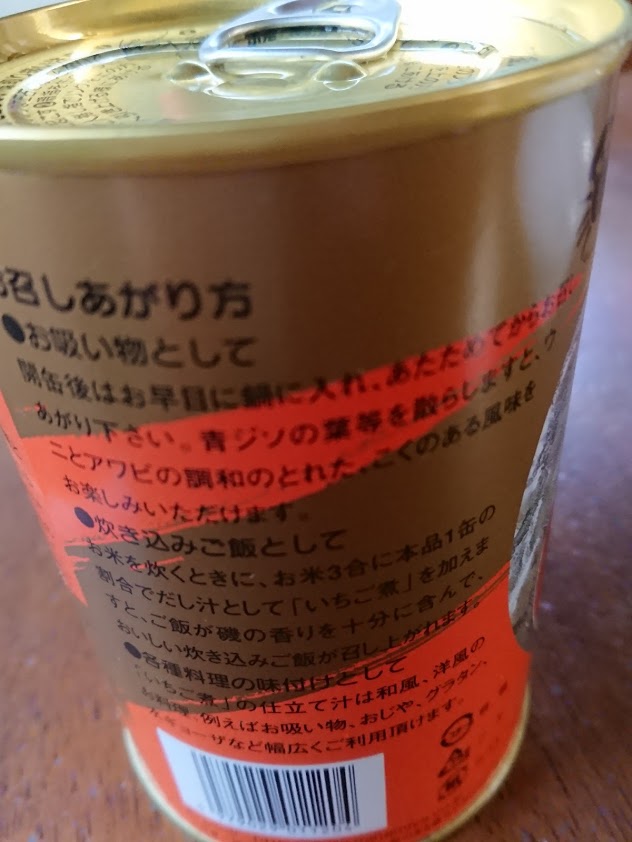 お召しあがり方
●お吸い物として
開缶後はお早目に鍋に入れ、あたためてからお召し
あがり下さい。青ジソの葉等を散らしますと、ウ
ニとアワビの調和のとれた、こくのある風味を
お楽しみいただけます。
●炊き込みご飯として
お米を炊くときに、お米3合に本品1缶の
割合でだし汁として「いちご煮」を加えま
すと、ご飯が磯の香りを十分に含んで、
おいしい炊き込みご飯が召し上がれます。
●各種料理の味付けとして
「いちご煮」の仕立て汁は和風、洋風の
お料理、例えばお吸い物、おじや、グラタン、
ギョーザなど幅広くご利用頂けます。